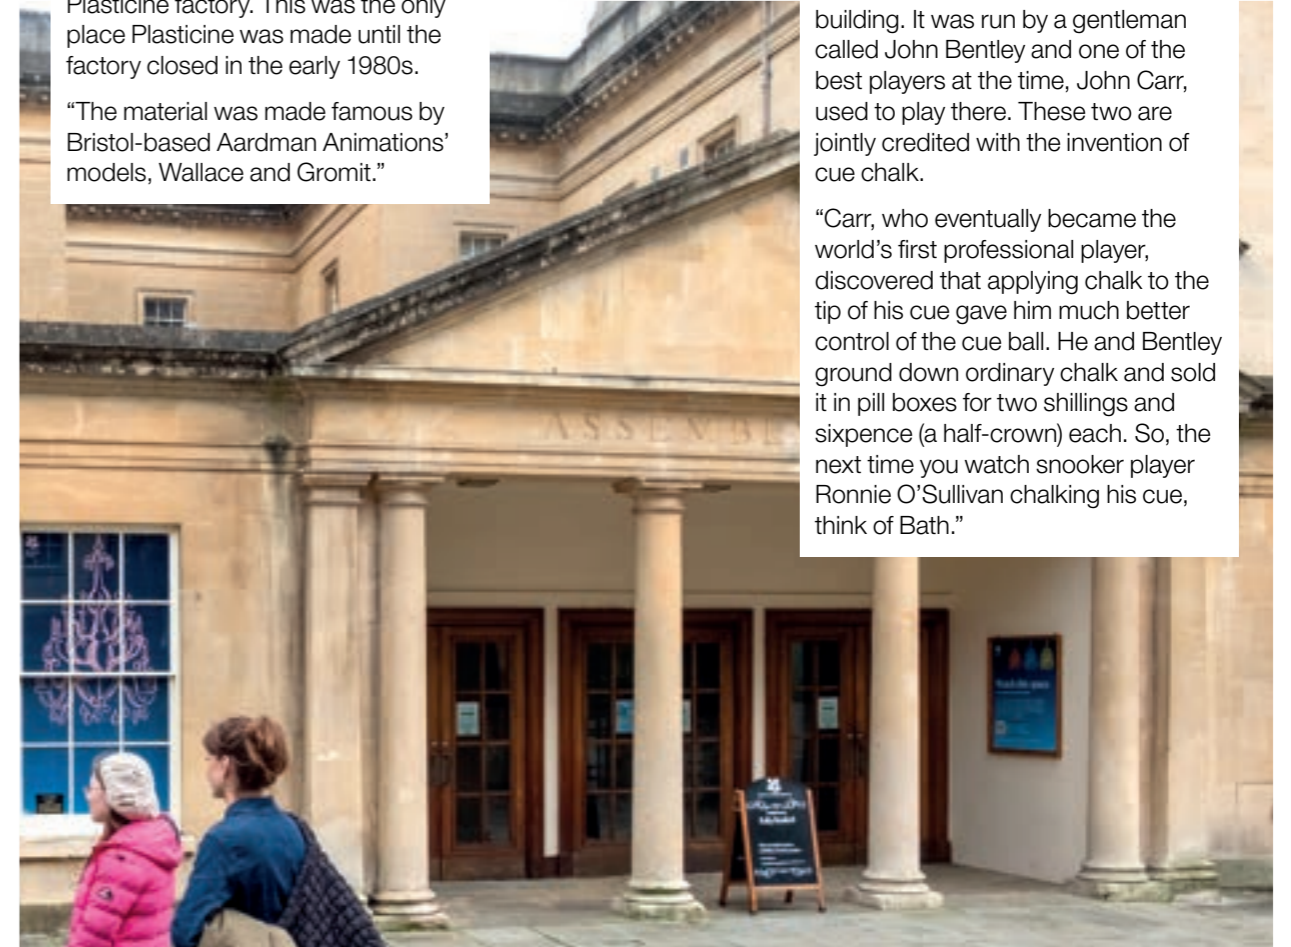 Plasticine factory. This was the only
place Plasticine was made until the
factory closed in the early 1980s.
“The material was made famous by
Bristol-based Aardman Animations’
models, Wallace and Gromit.”
building. It was run by a gentleman
called John Bentley and one of the
best players at the time, John Carr,
used to play there. These two are
jointly credited with the invention of
cue chalk.
“Carr, who eventually became the
world’s first professional player,
discovered that applying chalk to the
tip of his cue gave him much better
control of the cue ball. He and Bentley
ground down ordinary chalk and sold
it in pill boxes for two shillings and
sixpence (a half-crown) each. So, the
next time you watch snooker player
Ronnie O’Sullivan chalking his cue,
think of Bath.”
ASSEMBL